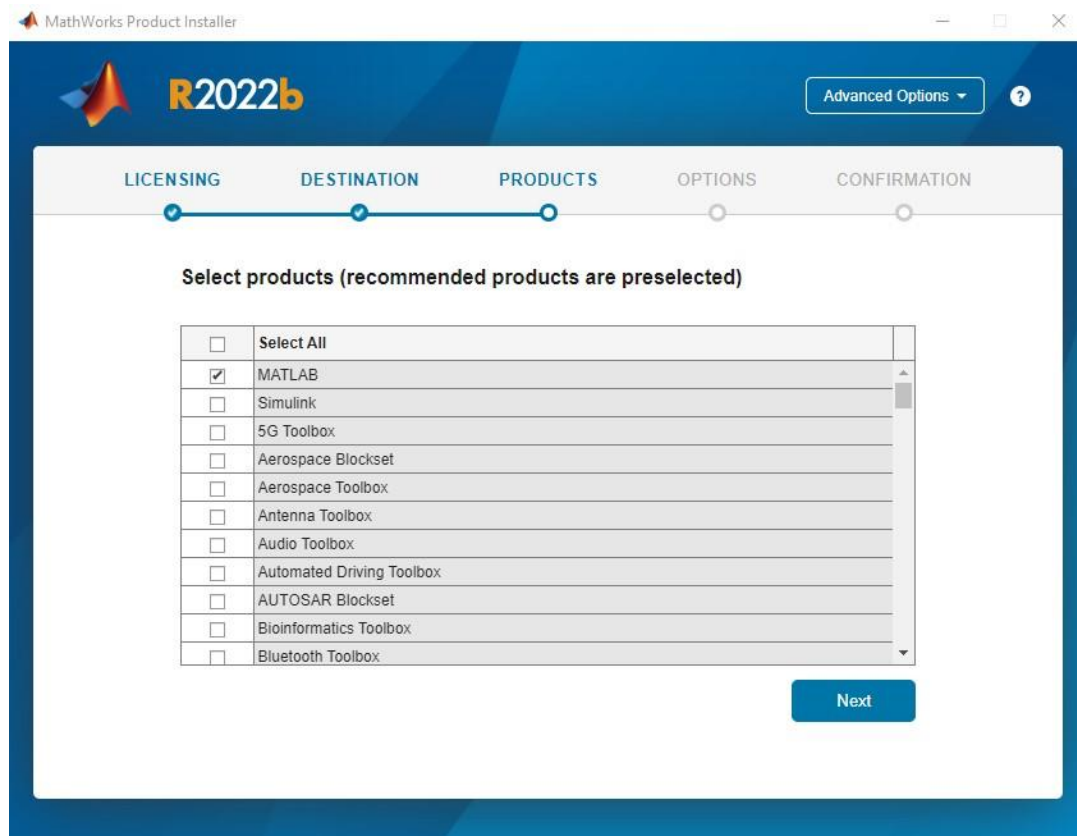 MathWorks Product Installer
R2022b
Advanced Options
?
LICENSING DESTINATION PRODUCTS OPTIONS CONFIRMATION
Select products (recommended products are preselected)
Select All
MATLAB
Simulink
5G Toolbox
Aerospace Blockset
Aerospace Toolbox
Antenna Toolbox
Audio Toolbox
Automated Driving Toolbox
AUTOSAR Blockset
Bioinformatics Toolbox
Bluetooth Toolbox
Next